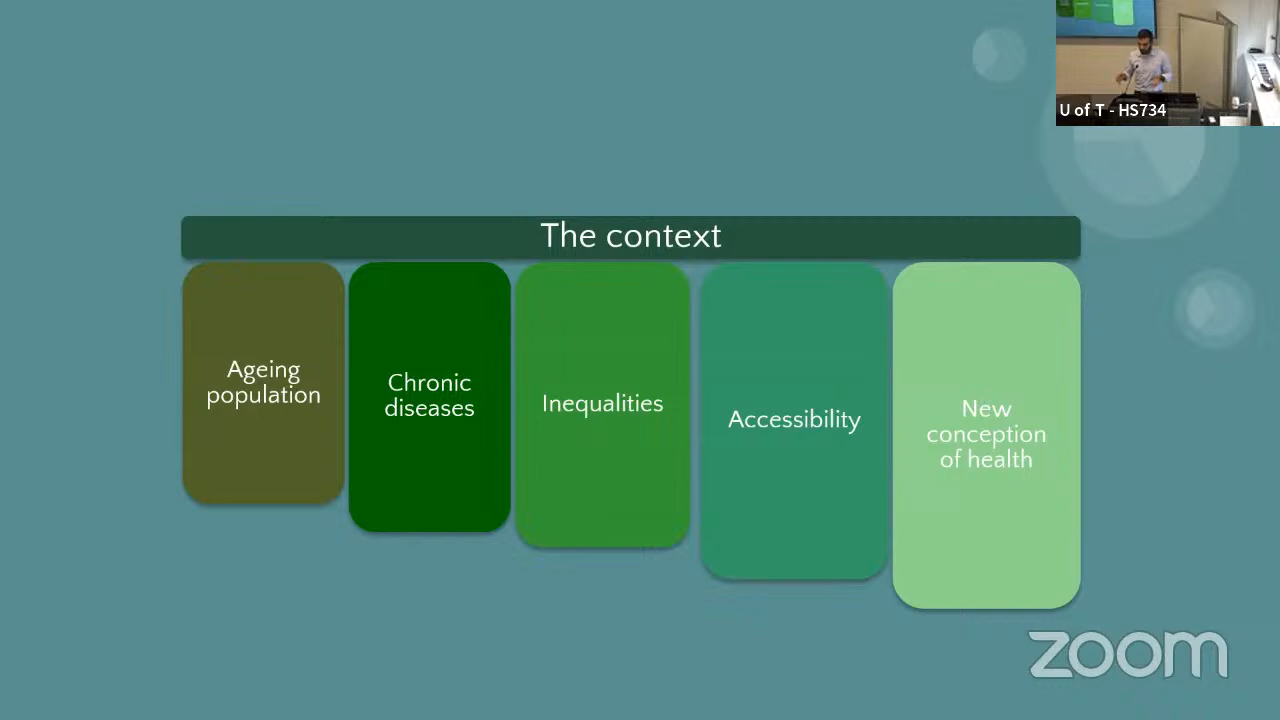 U of T - HS734
The context
Ageing
population
Chronic
diseases
Inequalities
Accessibility
New
conception
of health
zoom